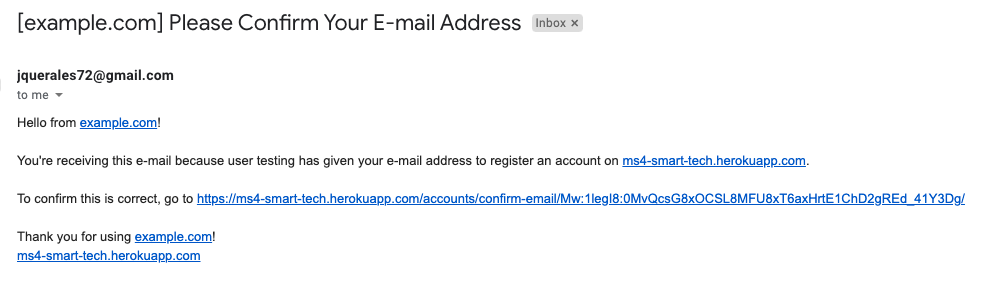 [example.com] Please Confirm Your E-mail Address Inbox ×
jquerales72@gmail.com
to me
Hello from example.com!
You're receiving this e-mail because user testing has given your e-mail address to register an account on ms4-smart-tech.herokuapp.com.
To confirm this is correct, go to https://ms4-smart-tech.herokuapp.com/accounts/confirm-email/Mw:1legI8:0MvQcsG8xOCSL8MFU8xT6axHrtE1ChD2gREd_41Y3Dg/
Thank you for using example.com!
ms4-smart-tech.herokuapp.com